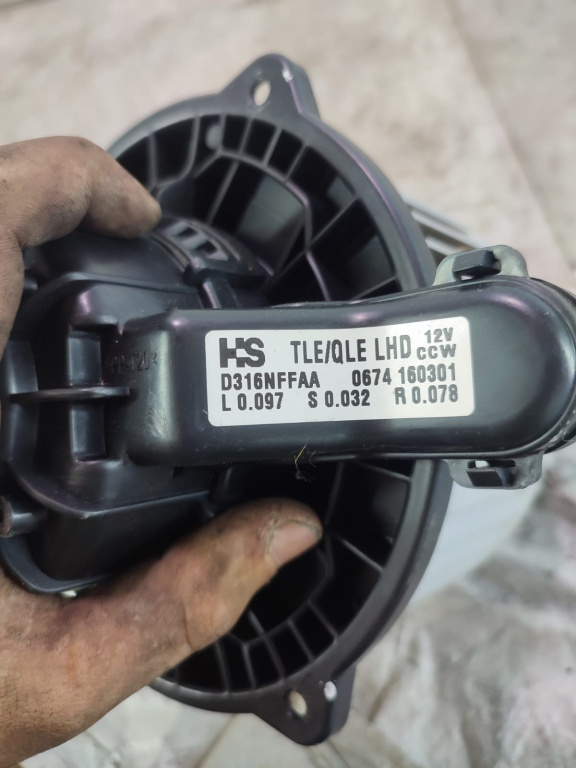 HS TLE/QLE LHD 12V CCW
D316NFFAA 0674 160301
L 0.097 S 0.032 R 0.078